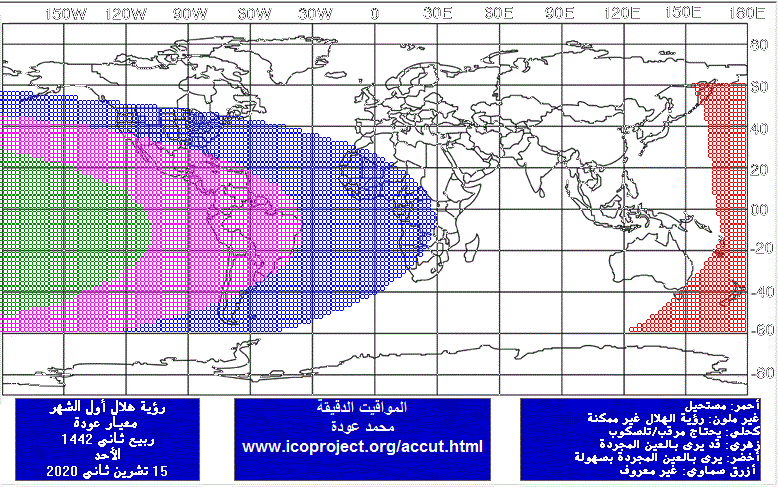 150W 120W 90W 60W 30W 0 30E 60E 90E 120E 150E 180E
80
60
40
20
00
-20
-40
-60
-80
رؤية هلال أول الشهر
معيار عودة
ربيع ثاني 1442
الأحد
15 تشرين ثاني 2020
المواقيت الدقيقة
محمد عودة
www.icoproject.org/accut.html
أحمر: مستحيل
غير ملون: رؤية الهلال غير ممكنة
كحلي: يحتاج مرقب/تلسكوب
زهري: قد يرى بالعين المجردة
أخضر: يرى بالعين المجردة بسهولة
أزرق سماوي: غير معروف